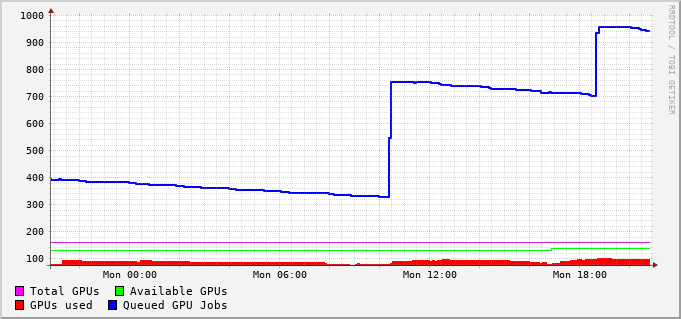 1000
900
800
700
600
500
400
300
200
100
Mon 00:00 Mon 06:00 Mon 12:00 Mon 18:00
Total GPUs Available GPUs
GPUs used Queued GPU Jobs
RRDTOOL / TOBI OETIKER